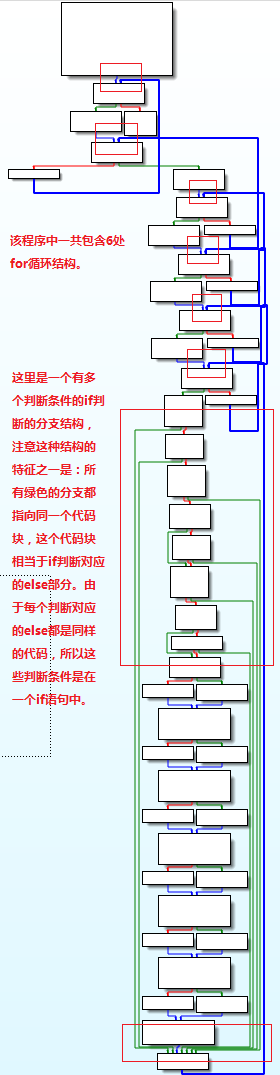 该程序中一共包含6处
for循环结构。
这里是一个有多
个判断条件的if判
断的分支结构，
注意这种结构的
特征之一是：所
有绿色的分支都
指向同一个代码
块，这个代码块
相当于if判断对应
的else部分。由
于每个判断对应
的else都是同样
的代码，所以这
些判断条件是在
一个if语句中。